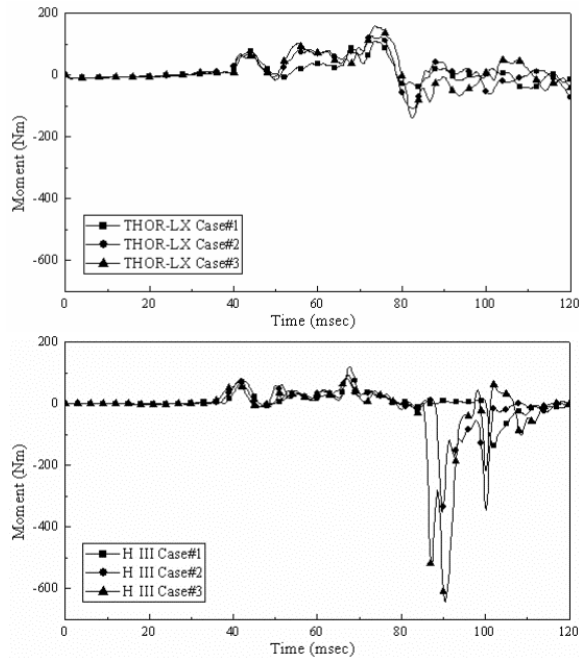 200
0
-200
-400
-600
Moment (Nm)
THOR-LX Case#1
THOR-LX Case#2
THOR-LX Case#3
0 20 40 60 80 100 120
Time (msec)
200
0
-200
-400
-600
Moment (Nm)
H III Case#1
H III Case#2
H III Case#3
0 20 40 60 80 100 120
Time (msec)